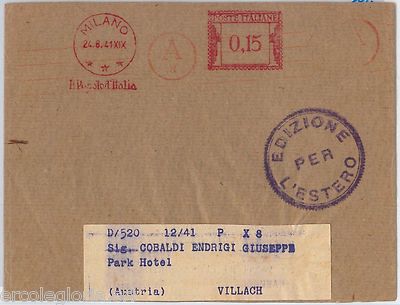 MILANO
24.8.41 XIX
A
POSTE ITALIANE
0,15
Il Popolo d'Italia
EDIZIONE
PER
L'ESTERO
D/520 12/41 P X 8
Sig. COBALDI ENDRIGI GIUSEPPE
Park Hotel
(Austria) VILLACH